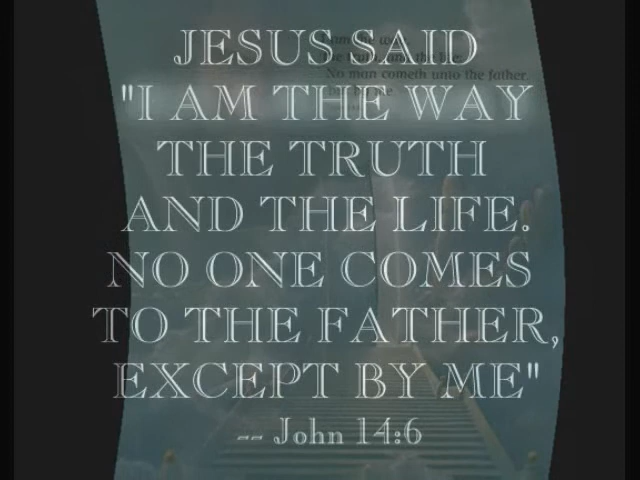 JESUS SAID
"I AM THE WAY
THE TRUTH
AND THE LIFE.
NO ONE COMES
TO THE FATHER,
EXCEPT BY ME"
-- John 14:6
No man cometh unto the father.